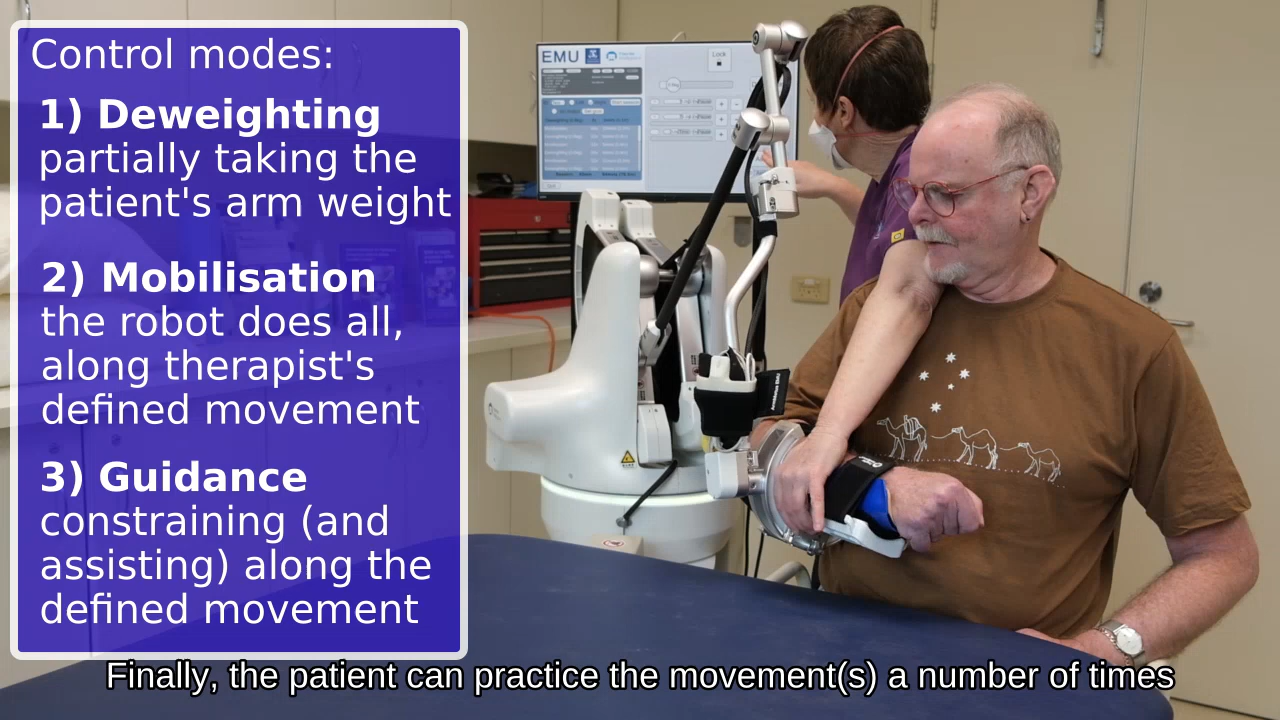 Control modes:
1) Deweighting
partially taking the
patient's arm weight
2) Mobilisation
the robot does all,
along therapist's
defined movement
3) Guidance
constraining (and
assisting) along the
defined movement
EMU
Lock
Finally, the patient can practice the movement(s) a number of times